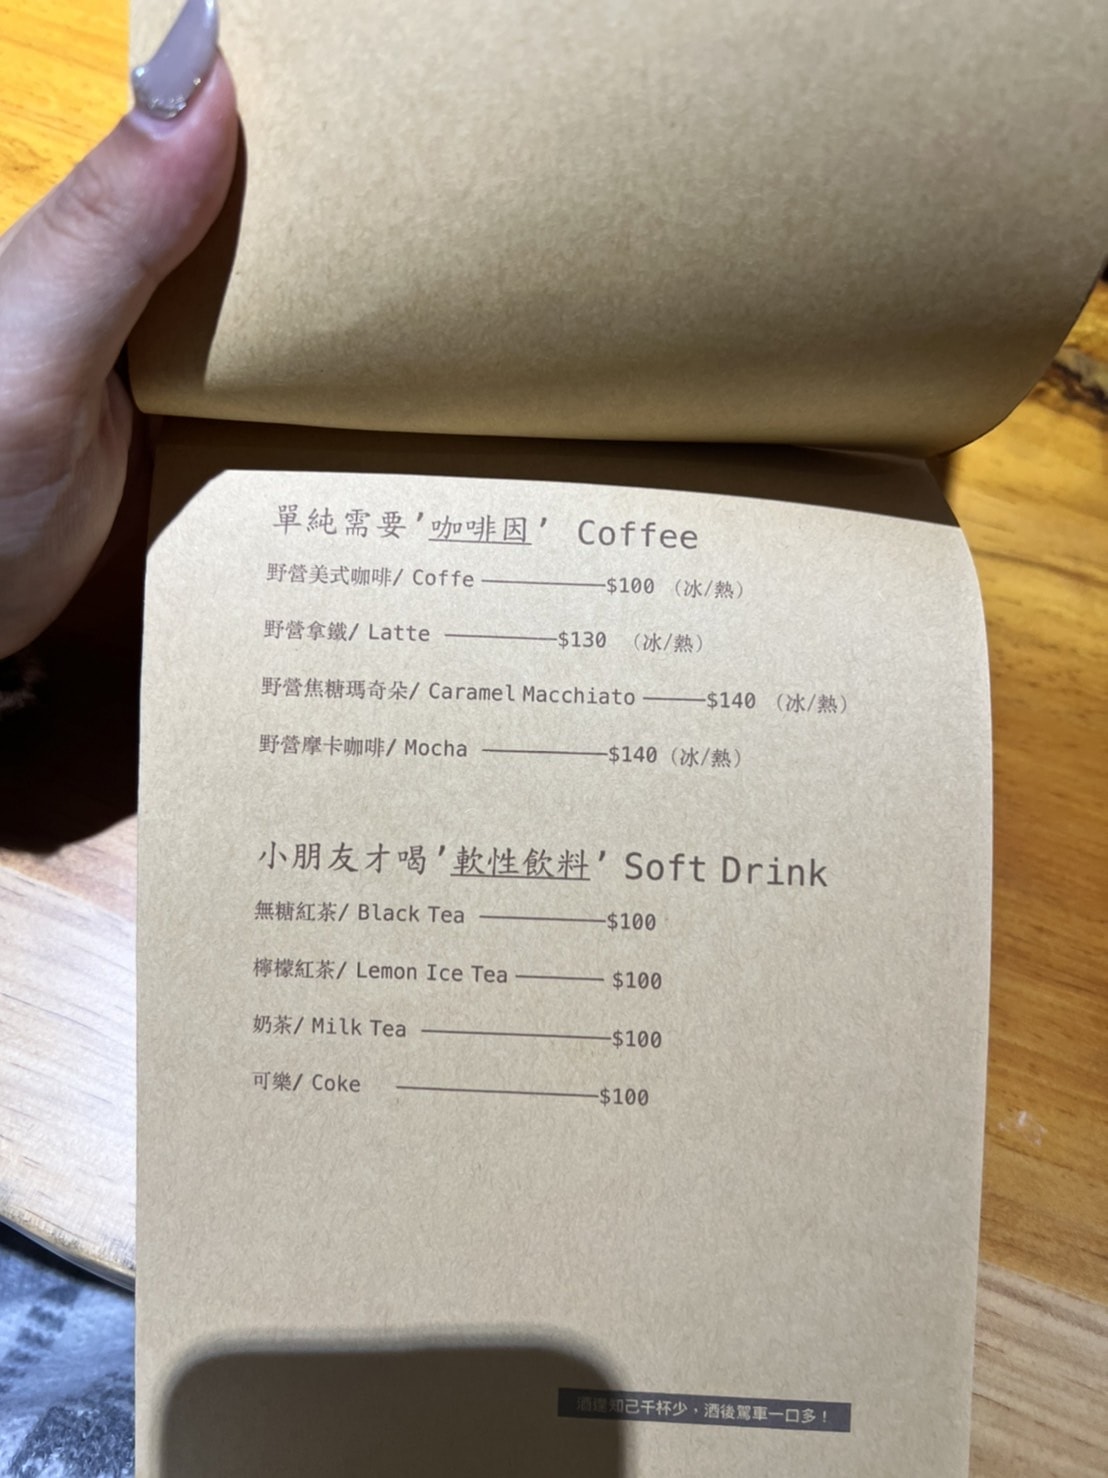 單純需要’咖啡因’ Coffee
野營美式咖啡/ Coffe ————$100 （冰/熱）
野營拿鐵/ Latte ————$130 （冰/熱）
野營焦糖瑪奇朵/ Caramel Macchiato ——$140 （冰/熱）
野營摩卡咖啡/ Mocha ————$140（冰/熱）
小朋友才喝’軟性飲料’ Soft Drink
無糖紅茶/ Black Tea ————$100
檸檬紅茶/ Lemon Ice Tea ——— $100
奶茶/ Milk Tea ——————$100
可樂/ Coke ——————$100
酒逢知己千杯少，酒後駕車一口多！